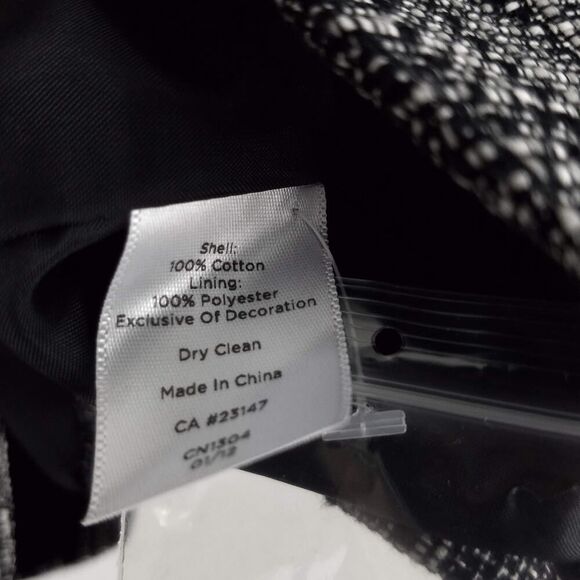 Shell:
100% Cotton
Lining:
100% Polyester
Exclusive Of Decoration
Dry Clean
Made In China
CA #23147
CN1304
01/12